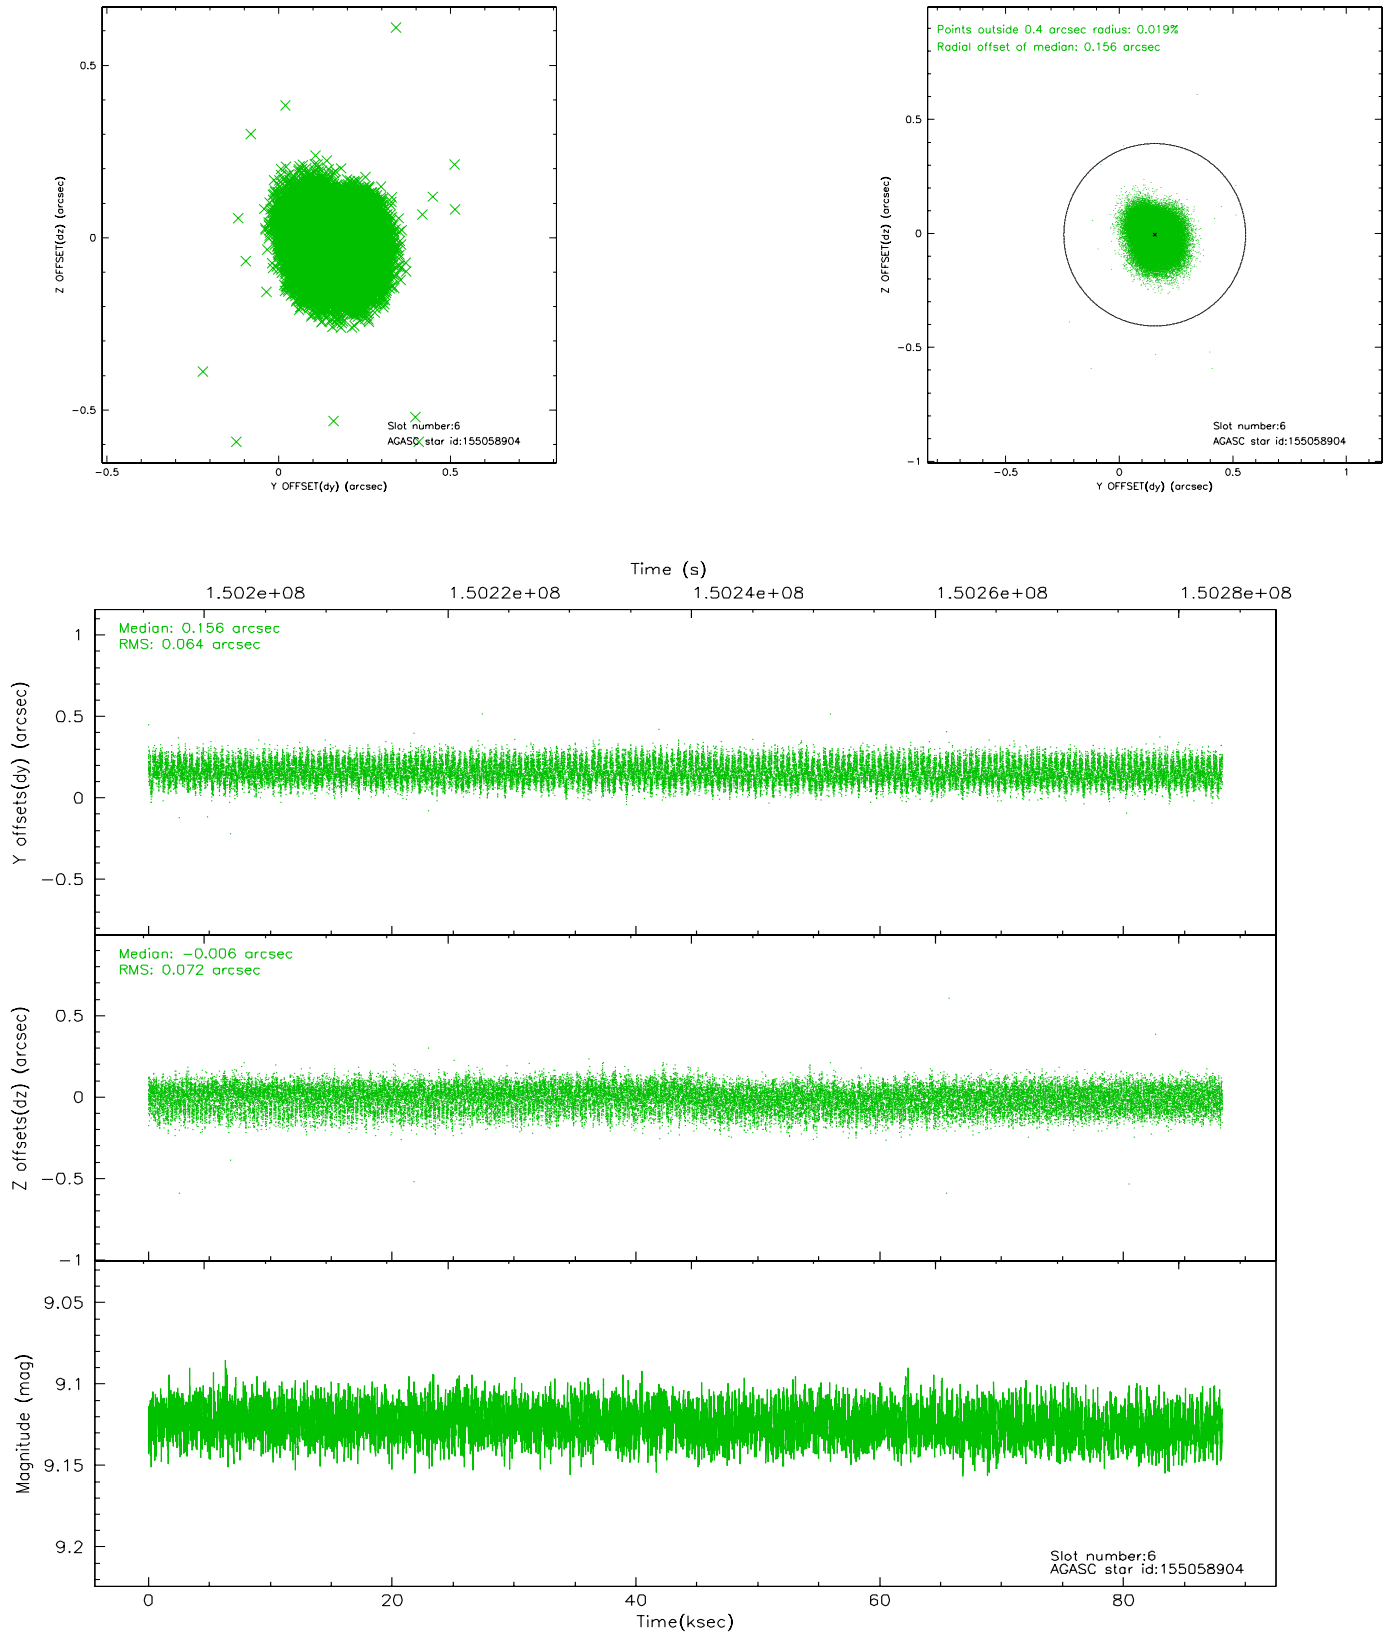 0.5
0
−0.5
Z OFFSET(dz) (arcsec)
Slot number:6
AGASC star id:155058904
−0.5
0
0.5
Y OFFSET(dy) (arcsec)
Points outside 0.4 arcsec radius: 0.019%
Radial offset of median: 0.156 arcsec
0.5
0
−0.5
−1
Z OFFSET(dz) (arcsec)
Slot number:6
AGASC star id:155058904
−0.5
0
0.5
1
Y OFFSET(dy) (arcsec)
Time (s)
1.502e+08
1.5022e+08
1.5024e+08
1.5026e+08
1.5028e+08
Median: 0.156 arcsec
RMS: 0.064 arcsec
1
0.5
0
−0.5
Y offsets(dy) (arcsec)
Median: −0.006 arcsec
RMS: 0.072 arcsec
0.5
0
−0.5
−1
Z offsets(dz) (arcsec)
9.05
9.1
9.15
9.2
Magnitude (mag)
Slot number:6
AGASC star id:155058904
0
20
40
60
80
Time(ksec)